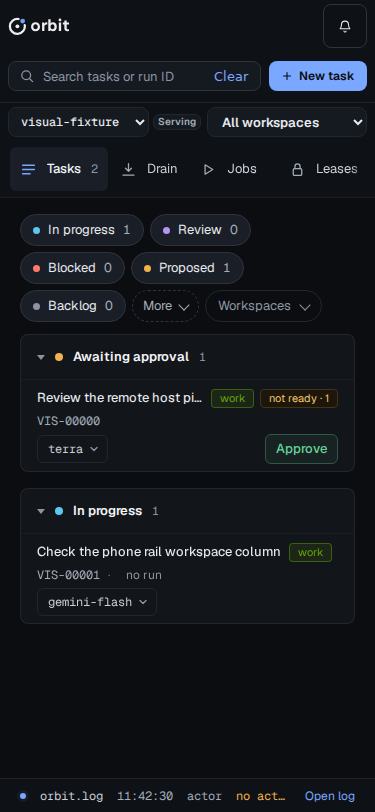 orbit
Search tasks or run ID Clear
+ New task
visual-fixture Serving All workspaces
Tasks 2 Drain Jobs Leases
In progress 1 Review 0
Blocked 0 Proposed 1
Backlog 0 More Workspaces
Awaiting approval 1
Review the remote host pi… work not ready · 1
VIS-00000
terra Approve
In progress 1
Check the phone rail workspace column work
VIS-00001 · no run
gemini-flash
orbit.log 11:42:30 actor no act… Open log